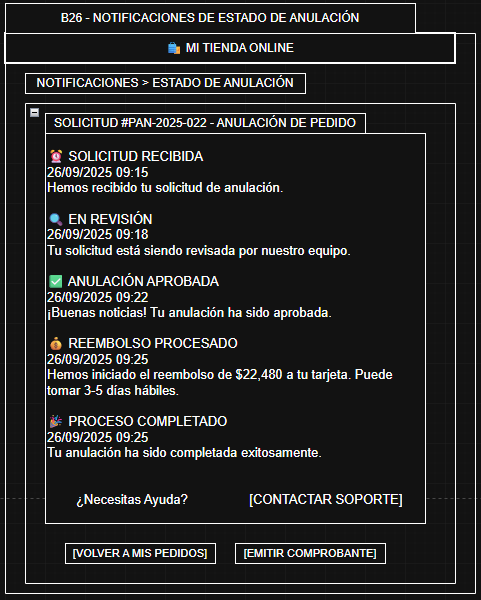 B26 - NOTIFICACIONES DE ESTADO DE ANULACIÓN
🛍️ MI TIENDA ONLINE
NOTIFICACIONES > ESTADO DE ANULACIÓN
SOLICITUD #PAN-2025-022 - ANULACIÓN DE PEDIDO
⏰ SOLICITUD RECIBIDA
26/09/2025 09:15
Hemos recibido tu solicitud de anulación.
🔍 EN REVISIÓN
26/09/2025 09:18
Tu solicitud está siendo revisada por nuestro equipo.
✅ ANULACIÓN APROBADA
26/09/2025 09:22
¡Buenas noticias! Tu anulación ha sido aprobada.
💰 REEMBOLSO PROCESADO
26/09/2025 09:25
Hemos iniciado el reembolso de $22,480 a tu tarjeta. Puede
tomar 3-5 días hábiles.
🎉 PROCESO COMPLETADO
26/09/2025 09:25
Tu anulación ha sido completada exitosamente.
¿Necesitas Ayuda? [CONTACTAR SOPORTE]
[VOLVER A MIS PEDIDOS] [EMITIR COMPROBANTE]